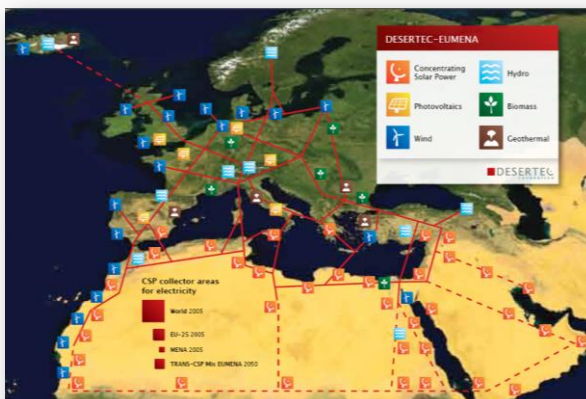 DESERTEC-EUMENA
Concentrating
Solar Power
Hydro
Photovoltaics
Biomass
Wind
Geothermal
DESERTEC
FOUNDATION
CSP collector areas
for electricity
World 2005
EU-25 2005
MENA 2005
TRANS-CSP Mix EUMENA 2050